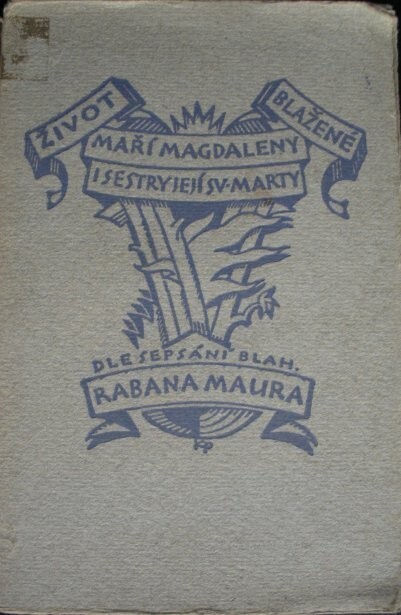 ŽIVOT BLAŽENÉ
MAŘÍ MAGDALENY
I SESTRY JEJÍ SV. MARTY
DLE SEPSÁNÍ BLAH.
RABANA MAURA